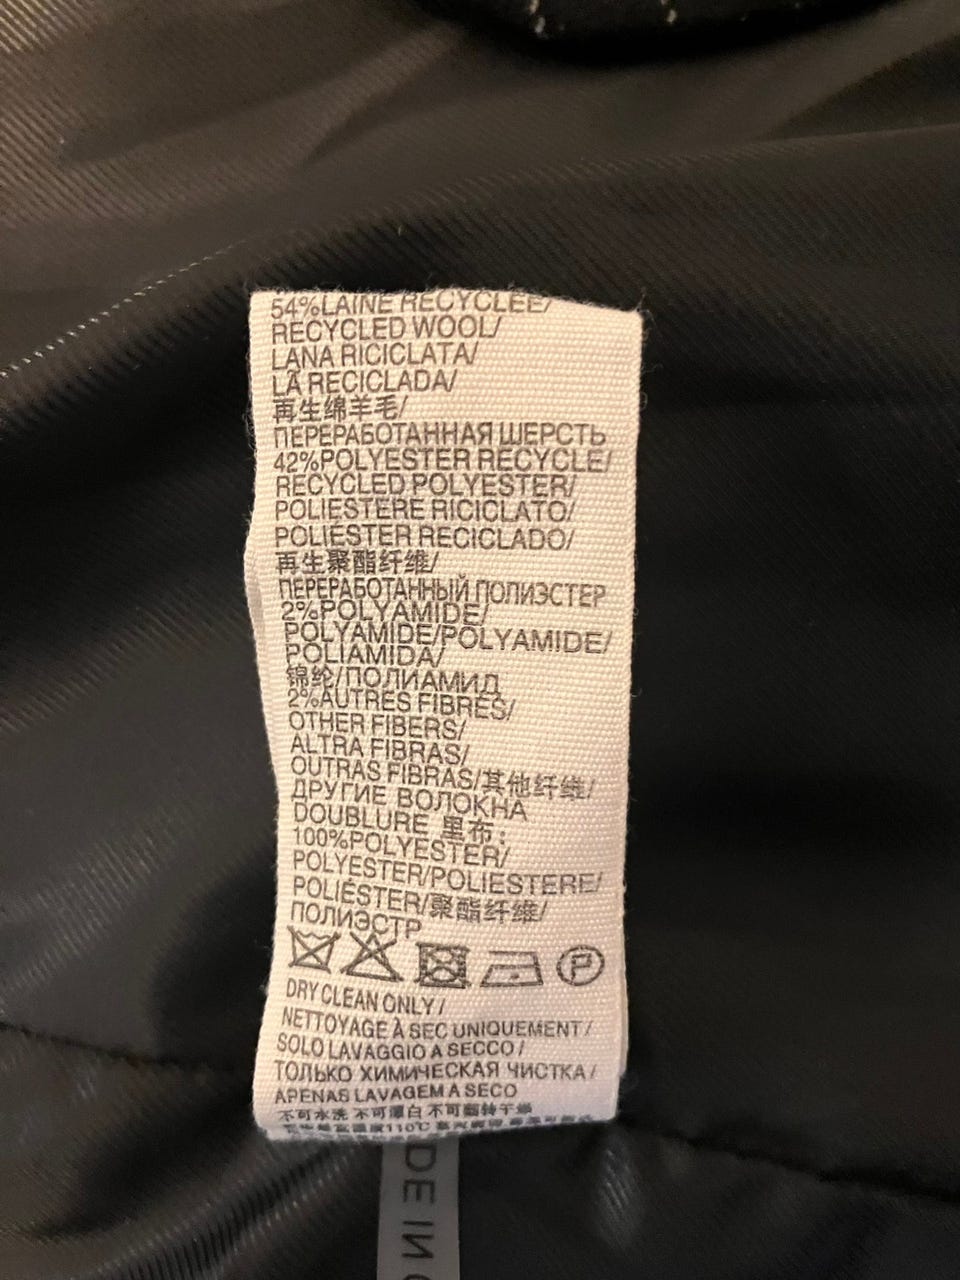 54%LAINE RECYCLEE/
RECYCLED WOOL/
LANA RICICLATA/
LÃ RECICLADA/
再生绵羊毛/
ПЕРЕРАБОТАННАЯ ШЕРСТЬ
42%POLYESTER RECYCLE/
RECYCLED POLYESTER/
POLIESTERE RICICLATO/
POLIÉSTER RECICLADO/
再生聚酯纤维/
ПЕРЕРАБОТАННЫЙ ПОЛИЭСТЕР
2%POLYAMIDE/
POLYAMIDE/POLYAMIDE/
POLIAMIDA/
锦纶/ПОЛИАМИД
2%AUTRES FIBRES/
OTHER FIBERS/
ALTRA FIBRAS/
OUTRAS FIBRAS/其他纤维/
ДРУГИЕ ВОЛОКНА
DOUBLURE 里布:
100%POLYESTER/
POLYESTER/POLIESTERE/
POLIÉSTER/聚酯纤维/
ПОЛИЭСТР
P
DRY CLEAN ONLY/
NETTOYAGE À SEC UNIQUEMENT/
SOLO LAVAGGIO A SECCO/
ТОЛЬКО ХИМИЧЕСКАЯ ЧИСТКА/
APENAS LAVAGEM A SECO
不可水洗 不可漂白 不可翻转干燥
110℃
DE IN